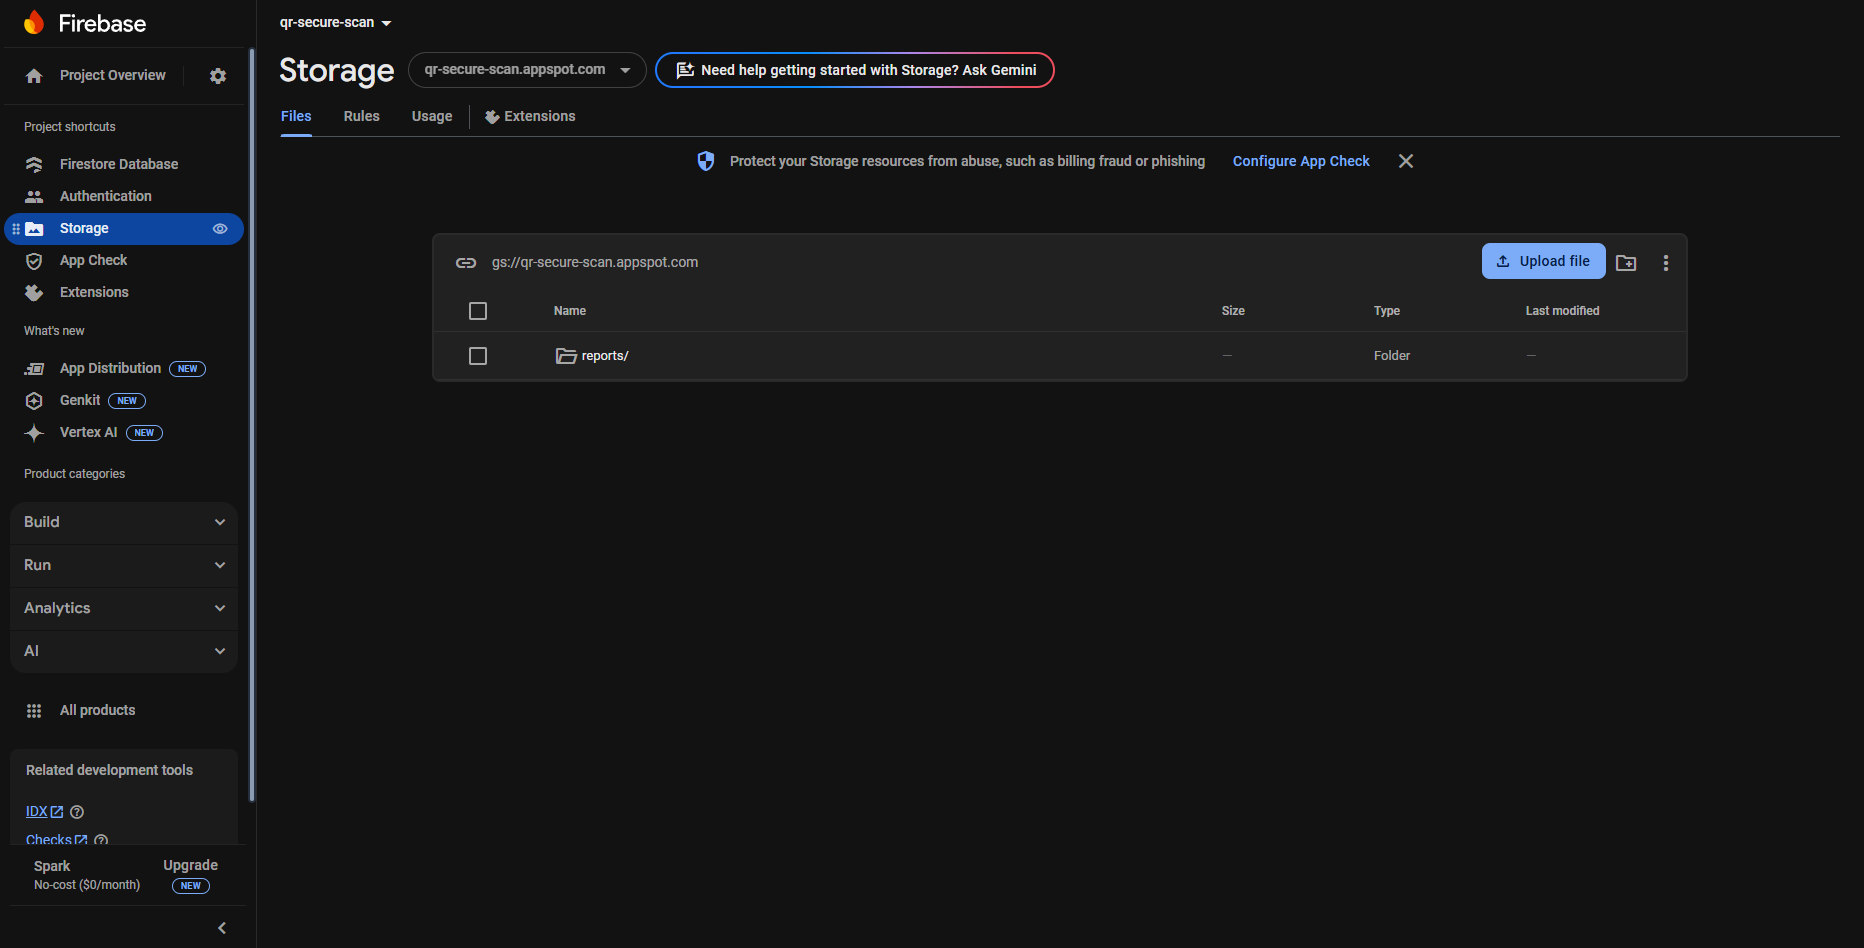 Firebase
Project Overview
Project shortcuts
Firestore Database
Authentication
Storage
App Check
Extensions
What's new
App Distribution NEW
Genkit NEW
Vertex AI NEW
Product categories
Build
Run
Analytics
AI
All products
Related development tools
IDX
Checks
Spark
No-cost ($0/month)
Upgrade
NEW
qr-secure-scan
Storage
qr-secure-scan.appspot.com
Need help getting started with Storage? Ask Gemini
Files Rules Usage Extensions
Protect your Storage resources from abuse, such as billing fraud or phishing Configure App Check
gs://qr-secure-scan.appspot.com
Upload file
Name Size Type Last modified
reports/ — Folder —